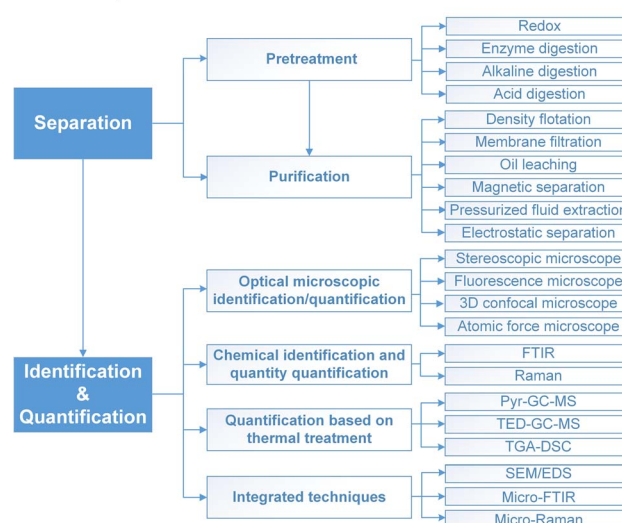 Redox
Enzyme digestion
Pretreatment
Alkaline digestion
Acid digestion
Separation
Density flotation
Membrane filtration
Oil leaching
Purification
Magnetic separation
Pressurized fluid extraction
Electrostatic separation
Stereoscopic microscope
Optical microscopic
identification/quantification
Fluorescence microscope
3D confocal microscope
Atomic force microscope
Identification
&
Quantification
Chemical identification and
quantity quantification
FTIR
Raman
Quantification based on
thermal treatment
Pyr-GC-MS
TED-GC-MS
TGA-DSC
Integrated techniques
SEM/EDS
Micro-FTIR
Micro-Raman